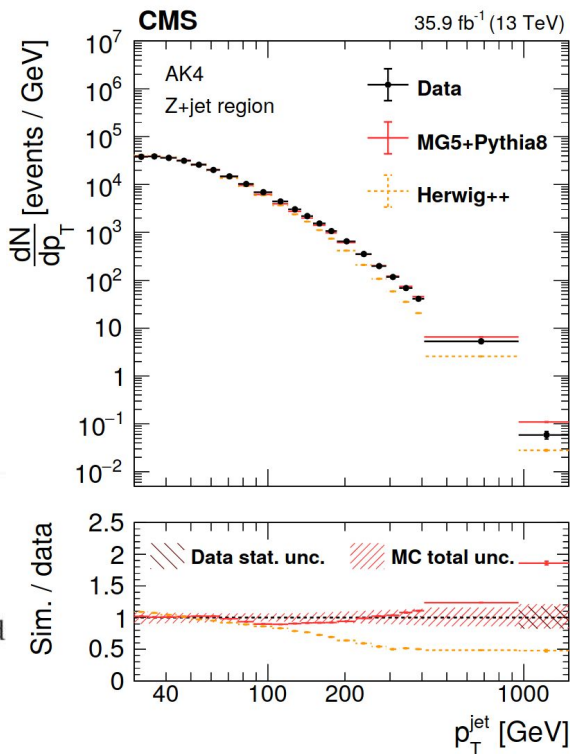 CMS
35.9 fb⁻¹ (13 TeV)
AK4
Z+jet region
Data
MG5+Pythia8
Herwig++
dN/dp_T [events / GeV]
10⁷
10⁶
10⁵
10⁴
10³
10²
10
1
10⁻¹
10⁻²
Data stat. unc.
MC total unc.
Sim. / data
2.5
2
1.5
1
0.5
0
40
100
200
1000
p_T^jet [GeV]